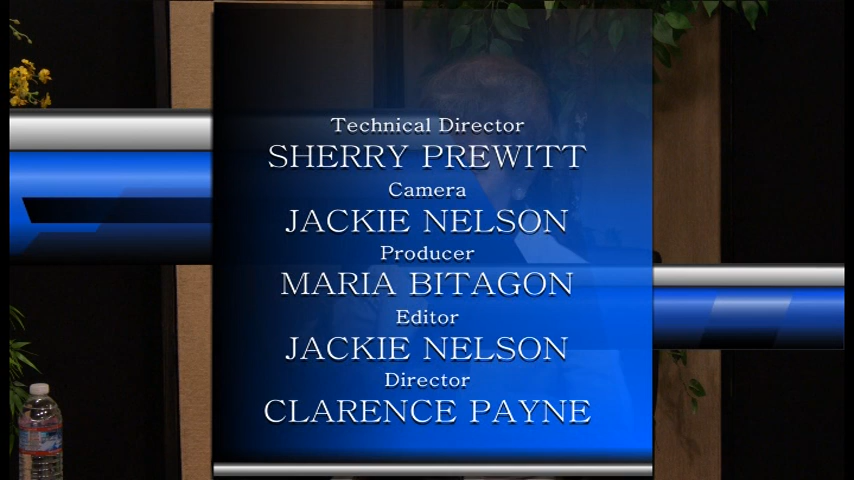 Technical Director
SHERRY PREWITT
Camera
JACKIE NELSON
Producer
MARIA BITAGON
Editor
JACKIE NELSON
Director
CLARENCE PAYNE